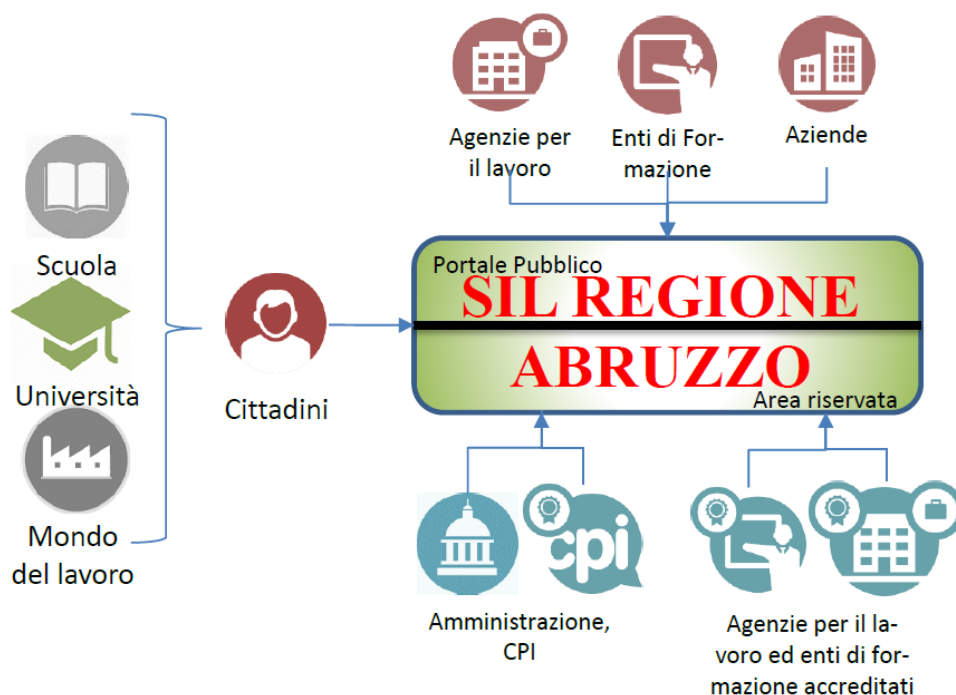 Agenzie per
il lavoro
Enti di For-
mazione
Aziende
Scuola
Università
Mondo
del lavoro
Cittadini
Portale Pubblico
SIL REGIONE
ABRUZZO
Area riservata
cpi
Amministrazione,
CPI
Agenzie per il la-
voro ed enti di for-
mazione accreditati